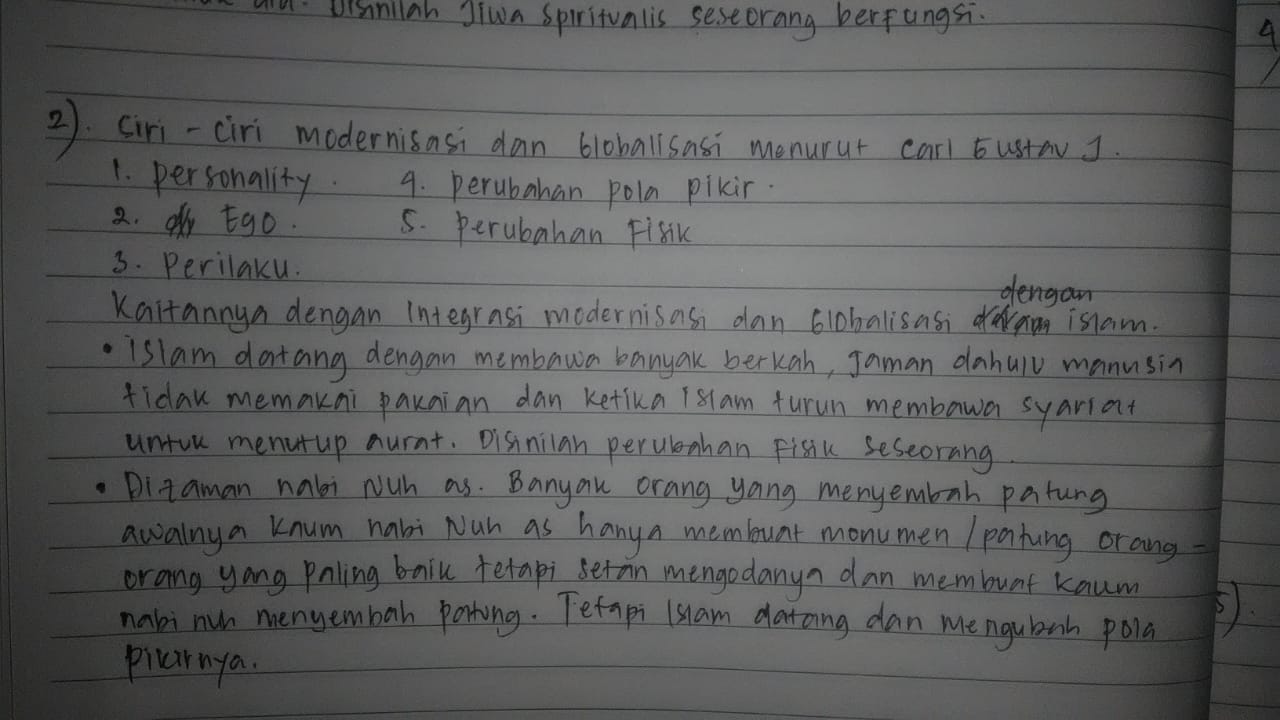 Disinilah Jiwa Spiritualis seseorang berfungsi.
4
2). Ciri - Ciri modernisasi dan Globalisasi menurut Carl Gustav J.
1. Personality. 4. Perubahan pola pikir.
2. Ego. 5. Perubahan Fisik
3. Perilaku.
dengan
Kaitannya dengan Integrasi modernisasi dan Globalisasi islam.
• islam datang dengan membawa banyak berkah, Jaman dahulu manusia
tidak memakai pakaian dan ketika islam turun membawa syariat
untuk menutup aurat. Disinilah perubahan Fisik Seseorang.
• Dizaman nabi Nuh as. Banyak orang yang menyembah patung
awalnya Kaum nabi Nuh as hanya membuat monumen / patung orang -
orang yang paling baik tetapi setan mengodanya dan membuat kaum
nabi nuh menyembah patung. Tetapi Islam datang dan mengubah pola
5).
Pikirnya.